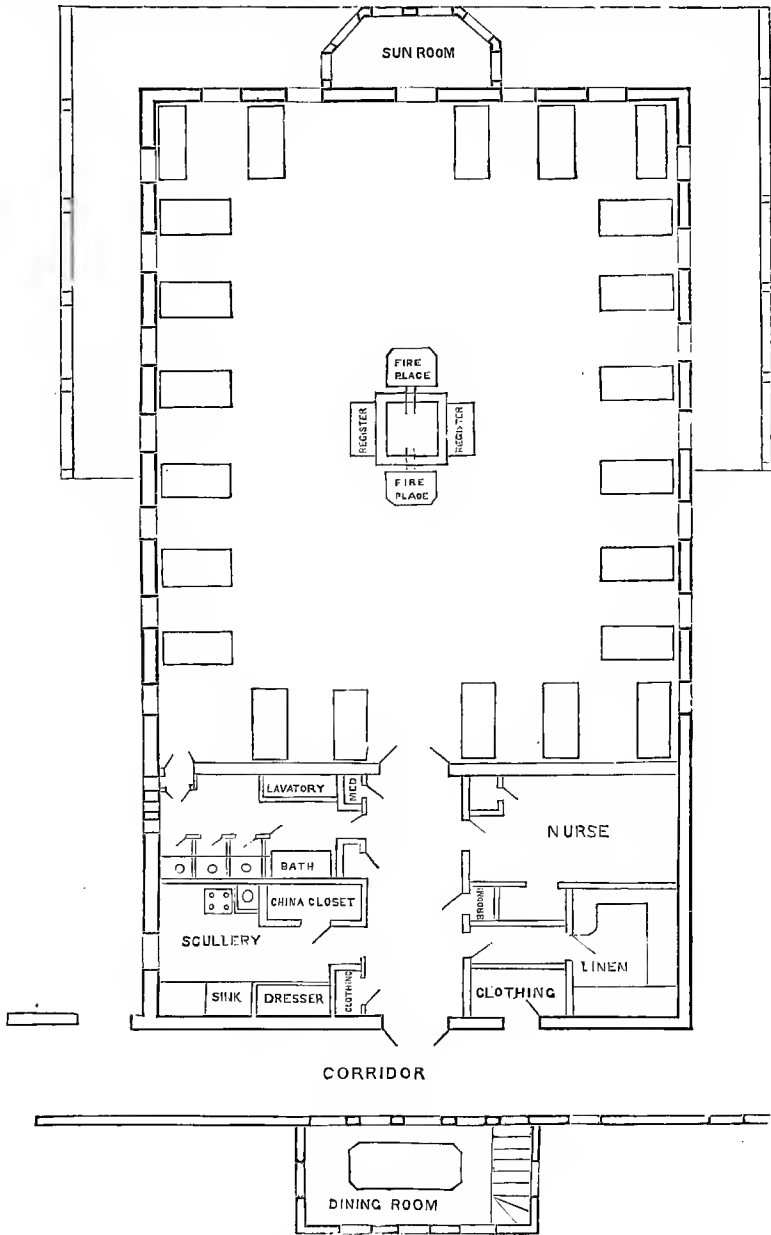 SUN ROOM
FIRE
PLACE
REGISTER
REGISTER
FIRE
PLACE
LAVATORY
MED
NURSE
BATH
CHINA CLOSET
BROOMS
SCULLERY
LINEN
SINK
DRESSER
CLOTHING
CLOTHING
CORRIDOR
DINING ROOM